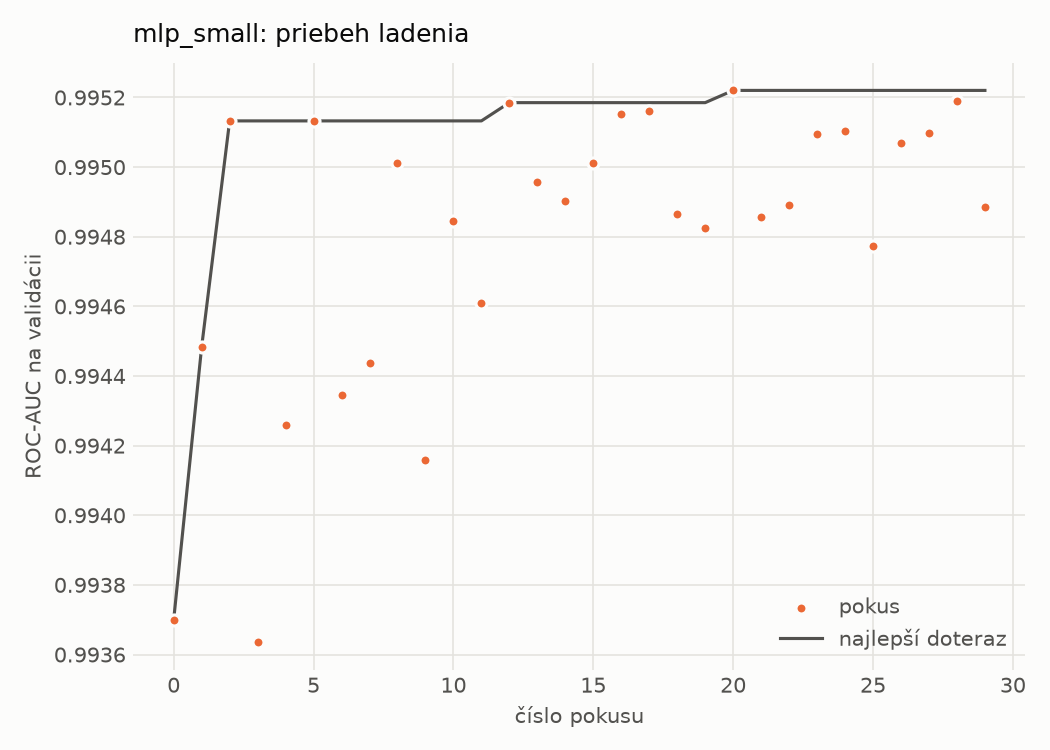 mlp_small: priebeh ladenia
ROC-AUC na validácii
0.9952
0.9950
0.9948
0.9946
0.9944
0.9942
0.9940
0.9938
0.9936
pokus
najlepší doteraz
0 5 10 15 20 25 30
číslo pokusu